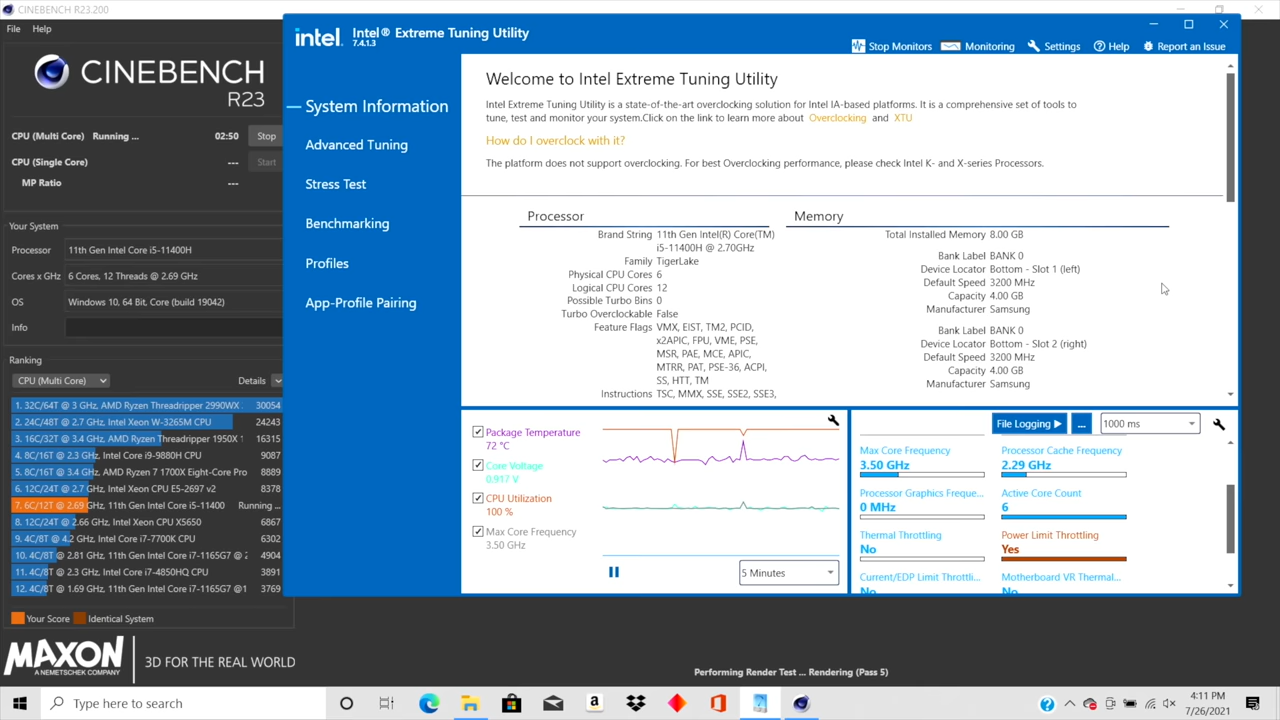 CINEBENCH R23.200
File Help
CINEBENCH
R23
CPU (Multi Core) Running ... 02:50 Stop
CPU (Single Core) --- Start
MP Ratio ---
Your System
Processor 11th Gen Intel Core i5-11400H
Cores x GHz 6 Cores, 12 Threads @ 2.69 GHz
OS Windows 10, 64 Bit, Core (build 19042)
Info
Ranking
CPU (Multi Core) Details
1. 32C/64T @ 3 GHz, AMD Ryzen Threadripper 2990WX 30054
2. 24C/48T @ 2.7 GHz, Intel Xeon W-3265M CPU 24243
3. 16C/32T @ 3.4 GHz, AMD Ryzen Threadripper 1950X 16315
4. 8C/16T @ 2.3 GHz, Intel Core i9-9880H CPU 9087
5. 8C/16T @ 3.4 GHz, AMD Ryzen 7 1700X Eight-Core Pro 8889
6. 12C/24T @ 2.7 GHz, Intel Xeon CPU E5-2697 v2 8378
7. 6C/12T @ 2.69 GHz, 11th Gen Intel Core i5-11400 Running ...
8. 12C/24T @ 2.66 GHz, Intel Xeon CPU X5650 6867
9. 4C/8T @ 4.2 GHz, Intel Core i7-7700K CPU 6302
10. 4C/8T @ 2.81 GHz, 11th Gen Intel Core i7-1165G7 @ 4904
11. 4C/8T @ 2.3 GHz, Intel Core i7-4850HQ CPU 3891
12. 4C/8T @ 1.69 GHz, 11th Gen Intel Core i7-1165G7 @1 3769
Your Score Identical System
MAXON
A NEMETSCHEK COMPANY
3D FOR THE REAL WORLD
intel. Intel® Extreme Tuning Utility
7.4.1.3
Stop Monitors Monitoring Settings Help Report an Issue
System Information
Advanced Tuning
Stress Test
Benchmarking
Profiles
App-Profile Pairing
Welcome to Intel Extreme Tuning Utility
Intel Extreme Tuning Utility is a state-of-the-art overclocking solution for Intel IA-based platforms. It is a comprehensive set of tools to
tune, test and monitor your system.Click on the link to learn more about Overclocking and XTU
How do I overclock with it?
The platform does not support overclocking. For best Overclocking performance, please check Intel K- and X-series Processors.
Processor
Brand String 11th Gen Intel(R) Core(TM)
i5-11400H @ 2.70GHz
Family TigerLake
Physical CPU Cores 6
Logical CPU Cores 12
Possible Turbo Bins 0
Turbo Overclockable False
Feature Flags VMX, EIST, TM2, PCID,
x2APIC, FPU, VME, PSE,
MSR, PAE, MCE, APIC,
MTRR, PAT, PSE-36, ACPI,
SS, HTT, TM
Instructions TSC, MMX, SSE, SSE2, SSE3,
Memory
Total Installed Memory 8.00 GB
Bank Label BANK 0
Device Locator Bottom - Slot 1 (left)
Default Speed 3200 MHz
Capacity 4.00 GB
Manufacturer Samsung
Bank Label BANK 0
Device Locator Bottom - Slot 2 (right)
Default Speed 3200 MHz
Capacity 4.00 GB
Manufacturer Samsung
Package Temperature
72 °C
Core Voltage
0.917 V
CPU Utilization
100 %
Max Core Frequency
3.50 GHz
5 Minutes
File Logging ... 1000 ms
Max Core Frequency Processor Cache Frequency
3.50 GHz 2.29 GHz
Processor Graphics Freque... Active Core Count
0 MHz 6
Thermal Throttling Power Limit Throttling
No Yes
Current/EDP Limit Throttli... Motherboard VR Thermal...
No No
Performing Render Test ... Rendering (Pass 5)
Type here to search
4:11 PM
7/26/2021